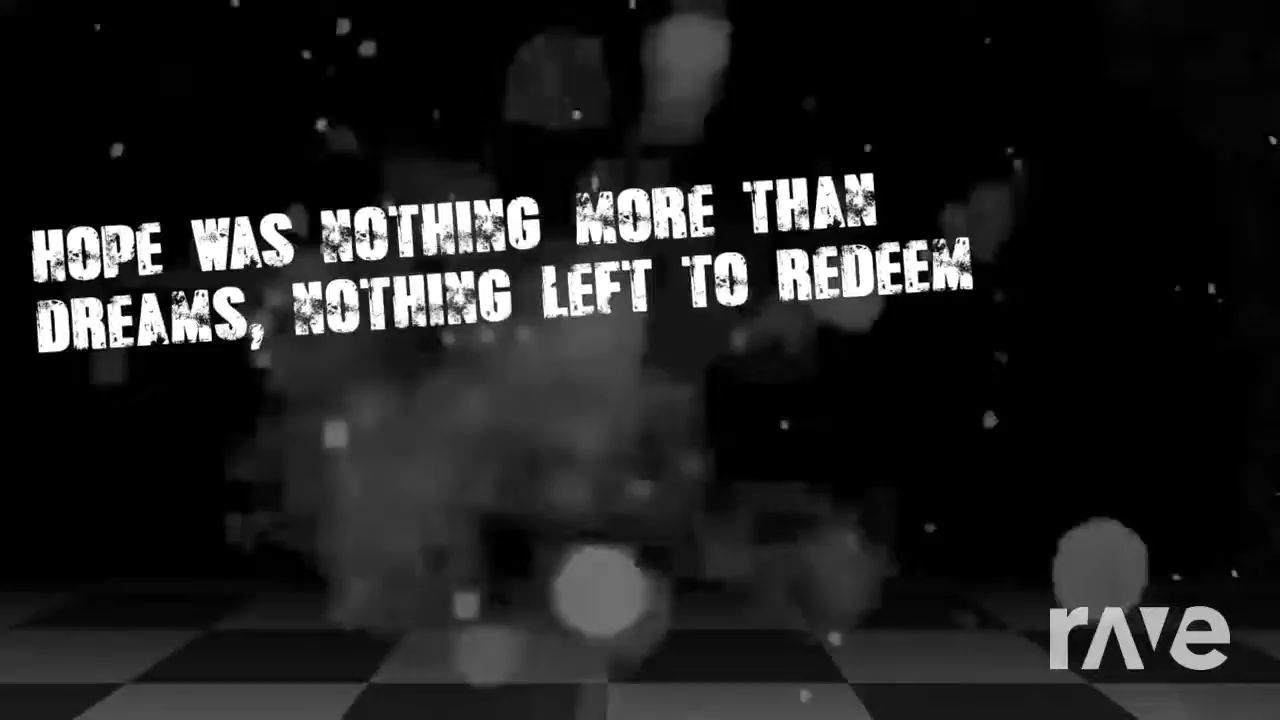 HOPE WAS NOTHING MORE THAN
DREAMS, NOTHING LEFT TO REDEEM
rave